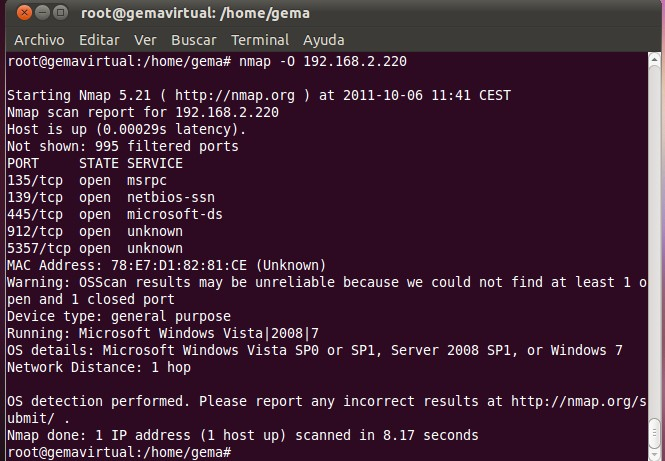 root@gemavirtual: /home/gema
Archivo Editar Ver Buscar Terminal Ayuda
root@gemavirtual:/home/gema# nmap -O 192.168.2.220
Starting Nmap 5.21 ( http://nmap.org ) at 2011-10-06 11:41 CEST
Nmap scan report for 192.168.2.220
Host is up (0.00029s latency).
Not shown: 995 filtered ports
PORT     STATE SERVICE
135/tcp  open  msrpc
139/tcp  open  netbios-ssn
445/tcp  open  microsoft-ds
912/tcp  open  unknown
5357/tcp open  unknown
MAC Address: 78:E7:D1:82:81:CE (Unknown)
Warning: OSScan results may be unreliable because we could not find at least 1 o
pen and 1 closed port
Device type: general purpose
Running: Microsoft Windows Vista|2008|7
OS details: Microsoft Windows Vista SP0 or SP1, Server 2008 SP1, or Windows 7
Network Distance: 1 hop
OS detection performed. Please report any incorrect results at http://nmap.org/s
ubmit/ .
Nmap done: 1 IP address (1 host up) scanned in 8.17 seconds
root@gemavirtual:/home/gema#